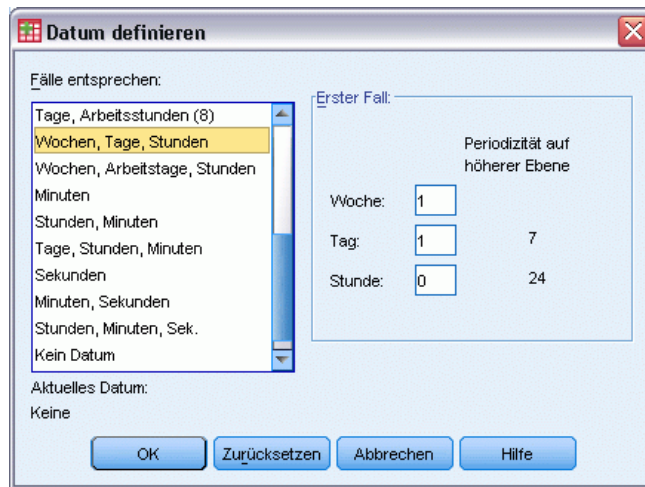 Datum definieren
Fälle entsprechen:
Tage, Arbeitsstunden (8)
Wochen, Tage, Stunden
Wochen, Arbeitstage, Stunden
Minuten
Stunden, Minuten
Tage, Stunden, Minuten
Sekunden
Minuten, Sekunden
Stunden, Minuten, Sek.
Kein Datum
Aktuelles Datum:
Keine
Erster Fall:
Periodizität auf
höherer Ebene
Woche: 1
Tag: 1 7
Stunde: 0 24
OK Zurücksetzen Abbrechen Hilfe